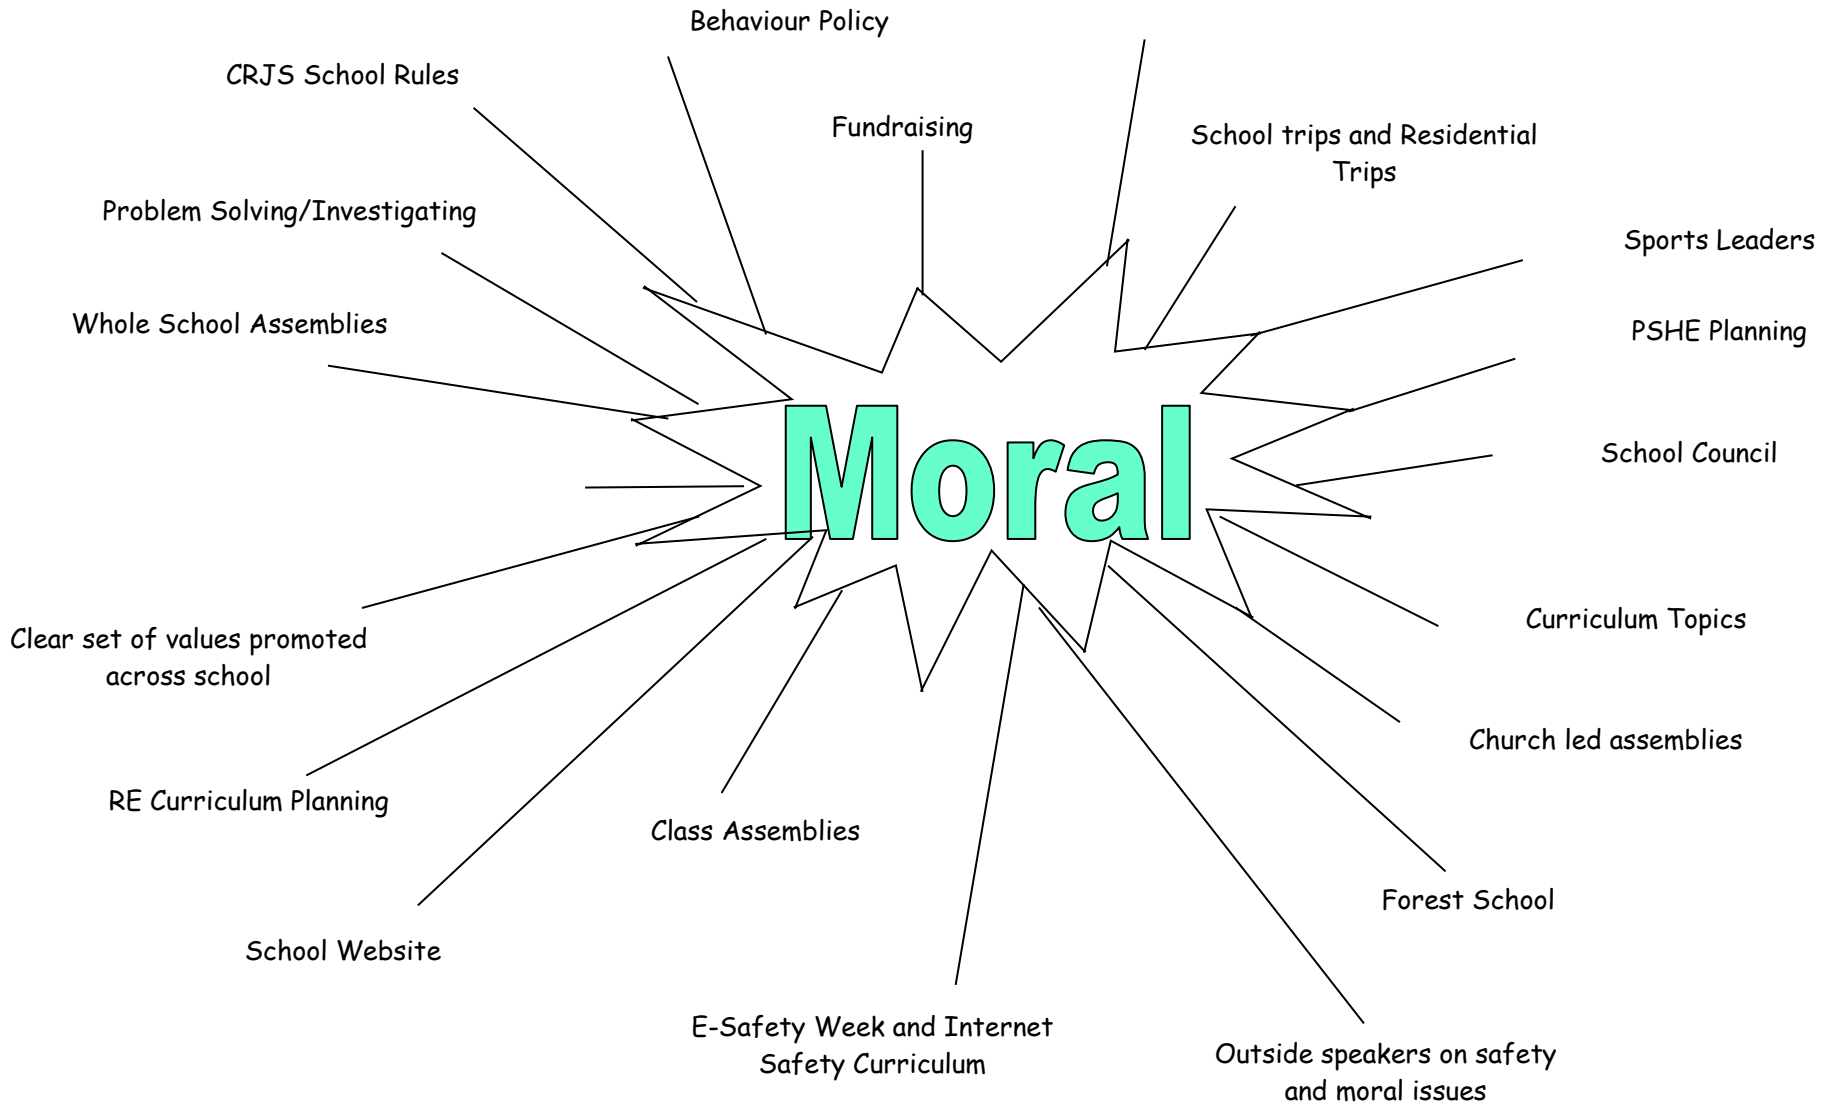 Behaviour Policy
CRJS School Rules
Fundraising
School trips and Residential
Trips
Problem Solving/Investigating
Sports Leaders
Whole School Assemblies
PSHE Planning
Moral
School Council
Clear set of values promoted
across school
Curriculum Topics
Church led assemblies
RE Curriculum Planning
Class Assemblies
Forest School
School Website
E-Safety Week and Internet
Safety Curriculum
Outside speakers on safety
and moral issues